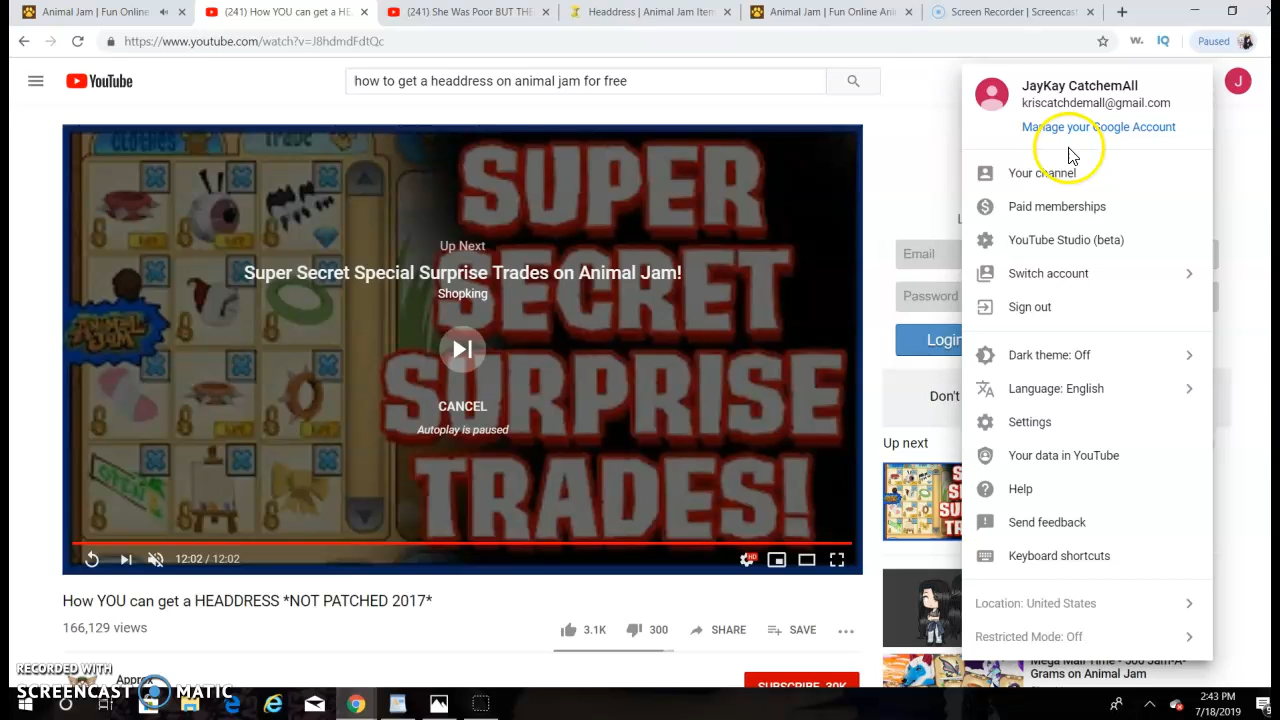 Animal Jam | Fun Online
(241) How YOU can get a HE
(241) She Was Poor BUT THE
Headdress | Animal Jam Item
Animal Jam | Fun Online Ani
Screen Recorder | Screencast
https://www.youtube.com/watch?v=J8hdmdFdtQc
W.
IQ
Paused
YouTube
how to get a headdress on animal jam for free
J
JayKay CatchemAll
kriscatchdemall@gmail.com
Manage your Google Account
Your channel
Paid memberships
YouTube Studio (beta)
Switch account
Sign out
Dark theme: Off
Language: English
Settings
Your data in YouTube
Help
Send feedback
Keyboard shortcuts
Location: United States
Restricted Mode: Off
Email
Password
Login
Don't
Up next
CLOTHES
SUPER
SECRET
SURPRISE
TRADES!
Up Next
Super Secret Special Surprise Trades on Animal Jam!
Shopking
CANCEL
Autoplay is paused
12:02 / 12:02
HD
How YOU can get a HEADDRESS *NOT PATCHED 2017*
166,129 views
3.1K
300
SHARE
SAVE
Mega Mail Time - 300 Jam-A-
Grams on Animal Jam
SUBSCRIBE 30K
RECORDED WITH
SCREENCAST MATIC
2:43 PM
7/18/2019